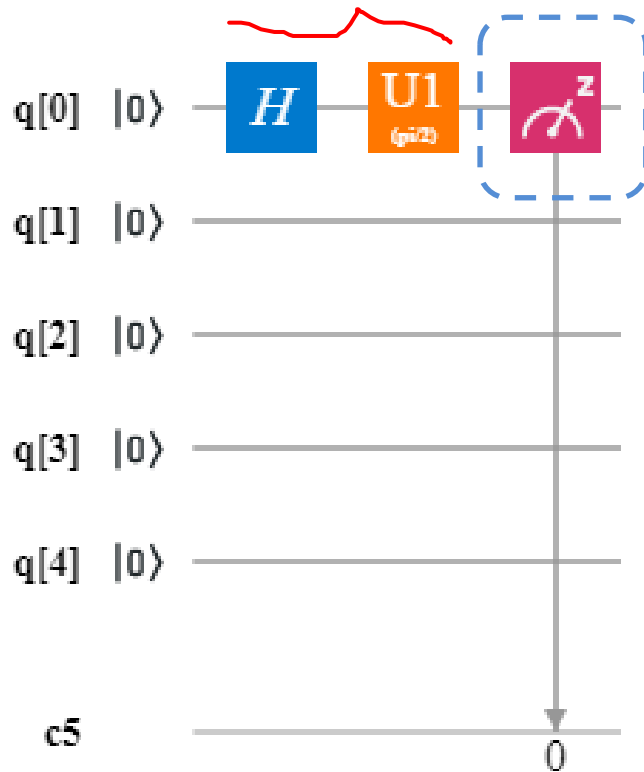 q[0] |0⟩ H U1 (pi/2) z
q[1] |0⟩
q[2] |0⟩
q[3] |0⟩
q[4] |0⟩
c5
0